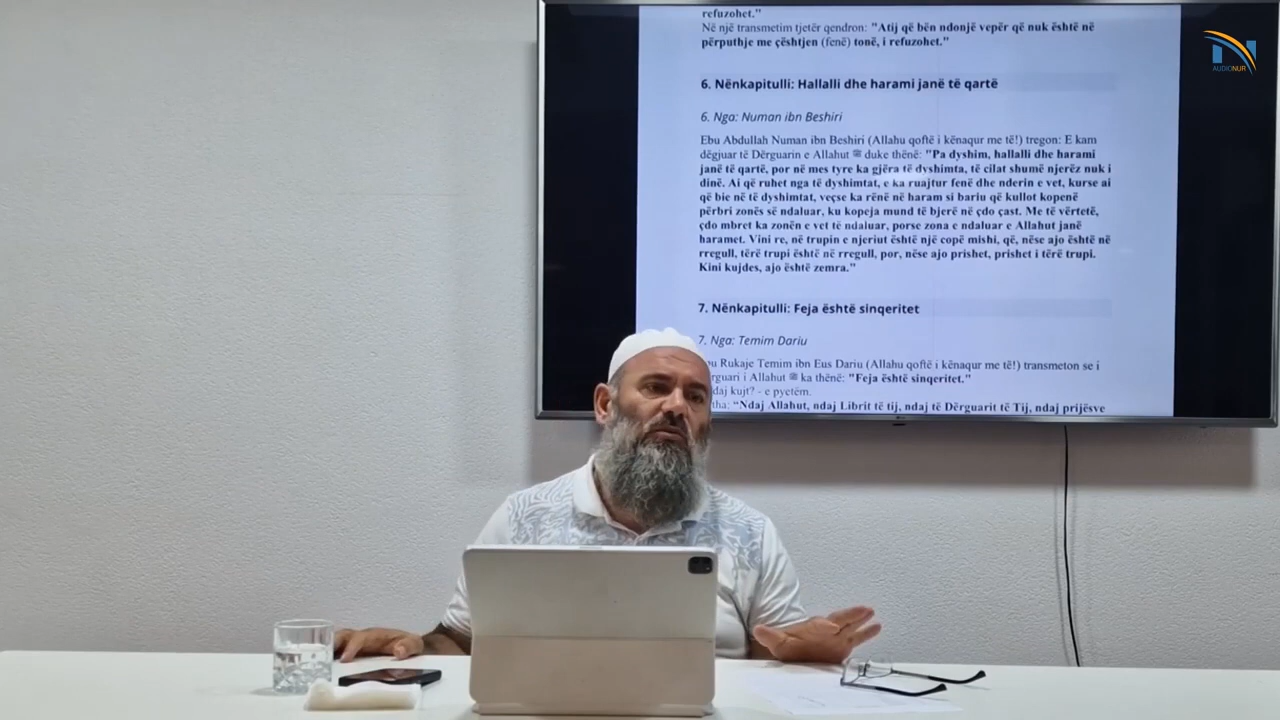 refuzohet."
Në një transmetim tjetër qendron: "Atij që bën ndonjë vepër që nuk është në
përputhje me çështjen (fenë) tonë, i refuzohet."
6. Nënkapitulli: Hallalli dhe harami janë të qartë
6. Nga: Numan ibn Beshiri
Ebu Abdullah Numan ibn Beshiri (Allahu qoftë i kënaqur me të!) tregon: E kam
dëgjuar të Dërguarin e Allahut ﷺ duke thënë: "Pa dyshim, hallalli dhe harami
janë të qartë, por në mes tyre ka gjëra të dyshimta, të cilat shumë njerëz nuk i
dinë. Ai që ruhet nga të dyshimtat, e ka ruajtur fenë dhe nderin e vet, kurse ai
që bie në të dyshimtat, veçse ka rënë në haram si bariu që kullot kopenë
përbri zonës së ndaluar, ku kopeja mund të bjerë në çdo çast. Me të vërtetë,
çdo mbret ka zonën e vet të ndaluar, porse zona e ndaluar e Allahut janë
haramet. Vini re, në trupin e njeriut është një copë mishi, që, nëse ajo është në
rregull, tërë trupi është në rregull, por, nëse ajo prishet, prishet i tërë trupi.
Kini kujdes, ajo është zemra."
7. Nënkapitulli: Feja është sinqeritet
7. Nga: Temim Dariu
Rukaje Temim ibn Eus Dariu (Allahu qoftë i kënaqur me të!) transmeton se i
i Allahut ﷺ ka thënë: "Feja është sinqeritet."
kujt? - e pyetëm.
"Ndaj Allahut, ndaj Librit të tij, ndaj të Dërguarit të Tij, ndaj prijësve
AUDIONUR